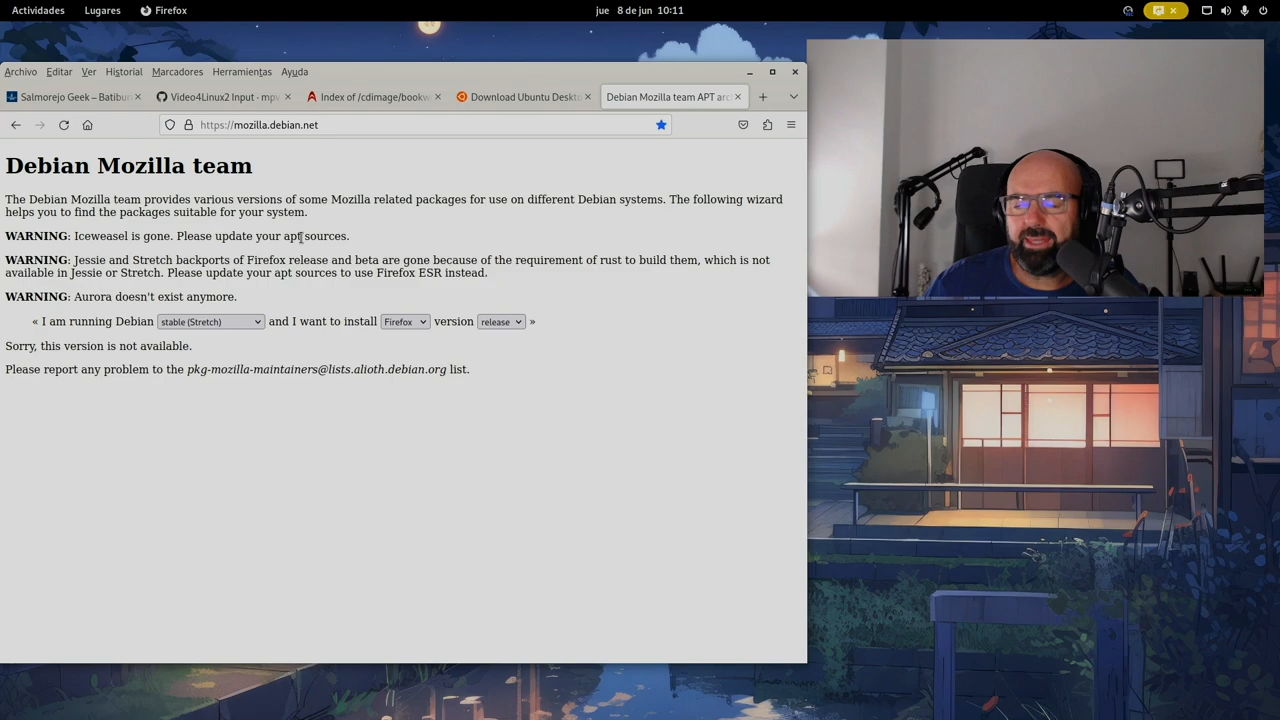 Actividades Lugares Firefox jue 8 de jun 10:11
Archivo Editar Ver Historial Marcadores Herramientas Ayuda
Salmorejo Geek – Batibur Video4Linux2 Input · mpv Index of /cdimage/bookw Download Ubuntu Deskto Debian Mozilla team APT arc
https://mozilla.debian.net
Debian Mozilla team
The Debian Mozilla team provides various versions of some Mozilla related packages for use on different Debian systems. The following wizard
helps you to find the packages suitable for your system.
WARNING: Iceweasel is gone. Please update your apt sources.
WARNING: Jessie and Stretch backports of Firefox release and beta are gone because of the requirement of rust to build them, which is not
available in Jessie or Stretch. Please update your apt sources to use Firefox ESR instead.
WARNING: Aurora doesn't exist anymore.
« I am running Debian stable (Stretch) and I want to install Firefox version release »
Sorry, this version is not available.
Please report any problem to the pkg-mozilla-maintainers@lists.alioth.debian.org list.